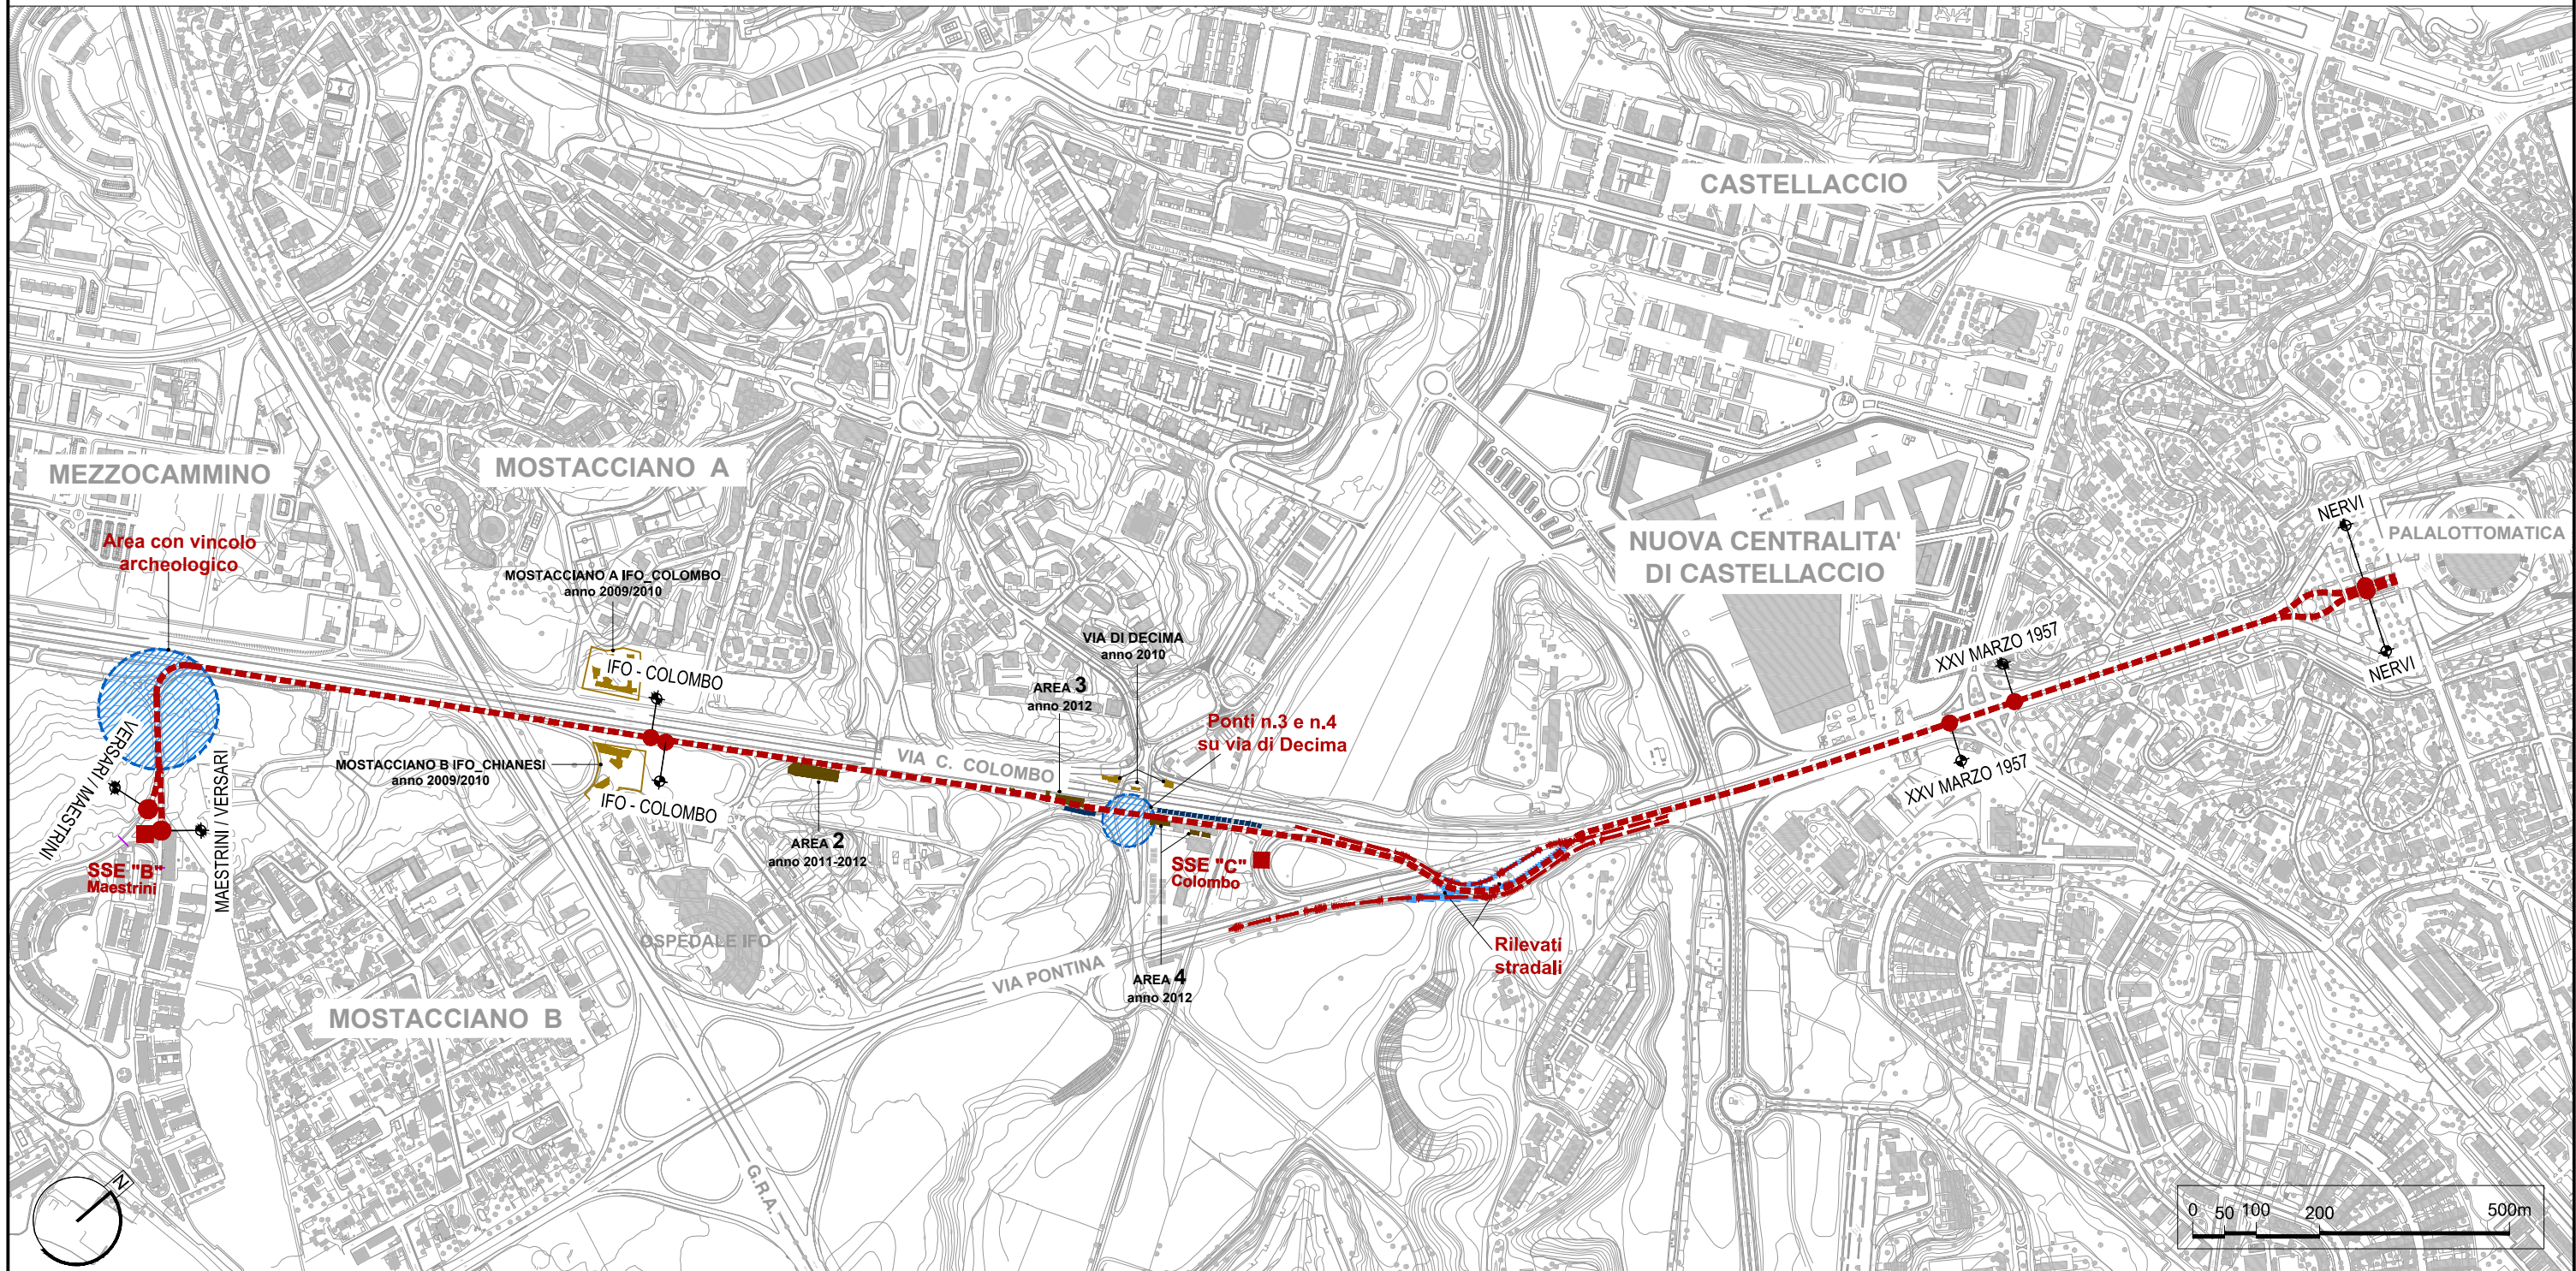 CASTELLACCIO
MEZZOCAMMINO
MOSTACCIANO A
Area con vincolo
archeologico
MOSTACCIANO A IFO_COLOMBO
anno 2009/2010
NUOVA CENTRALITA'
DI CASTELLACCIO
NERVI
PALALOTTOMATICA
NERVI
XXV MARZO 1957
XXV MARZO 1957
VIA DI DECIMA
anno 2010
IFO - COLOMBO
AREA 3
anno 2012
Ponti n.3 e n.4
su via di Decima
VIA C. COLOMBO
MOSTACCIANO B IFO_CHIANESI
anno 2009/2010
IFO - COLOMBO
VERSARI / MAESTRINI
MAESTRINI / VERSARI
AREA 2
anno 2011-2012
SSE "B"
Maestrini
SSE "C"
Colombo
OSPEDALE IFO
Rilevati
stradali
VIA PONTINA
AREA 4
anno 2012
MOSTACCIANO B
G.R.A.
N
0 50 100 200 500m